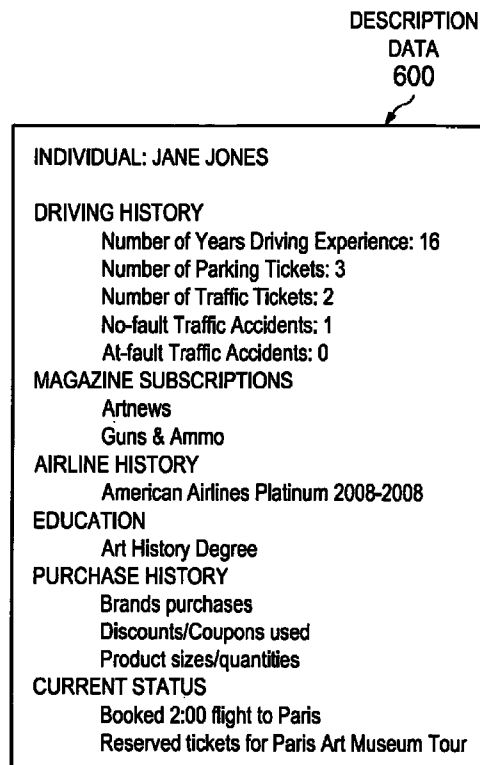 DESCRIPTION
DATA
600
INDIVIDUAL: JANE JONES
DRIVING HISTORY
Number of Years Driving Experience: 16
Number of Parking Tickets: 3
Number of Traffic Tickets: 2
No-fault Traffic Accidents: 1
At-fault Traffic Accidents: 0
MAGAZINE SUBSCRIPTIONS
Artnews
Guns & Ammo
AIRLINE HISTORY
American Airlines Platinum 2008-2008
EDUCATION
Art History Degree
PURCHASE HISTORY
Brands purchases
Discounts/Coupons used
Product sizes/quantities
CURRENT STATUS
Booked 2:00 flight to Paris
Reserved tickets for Paris Art Museum Tour